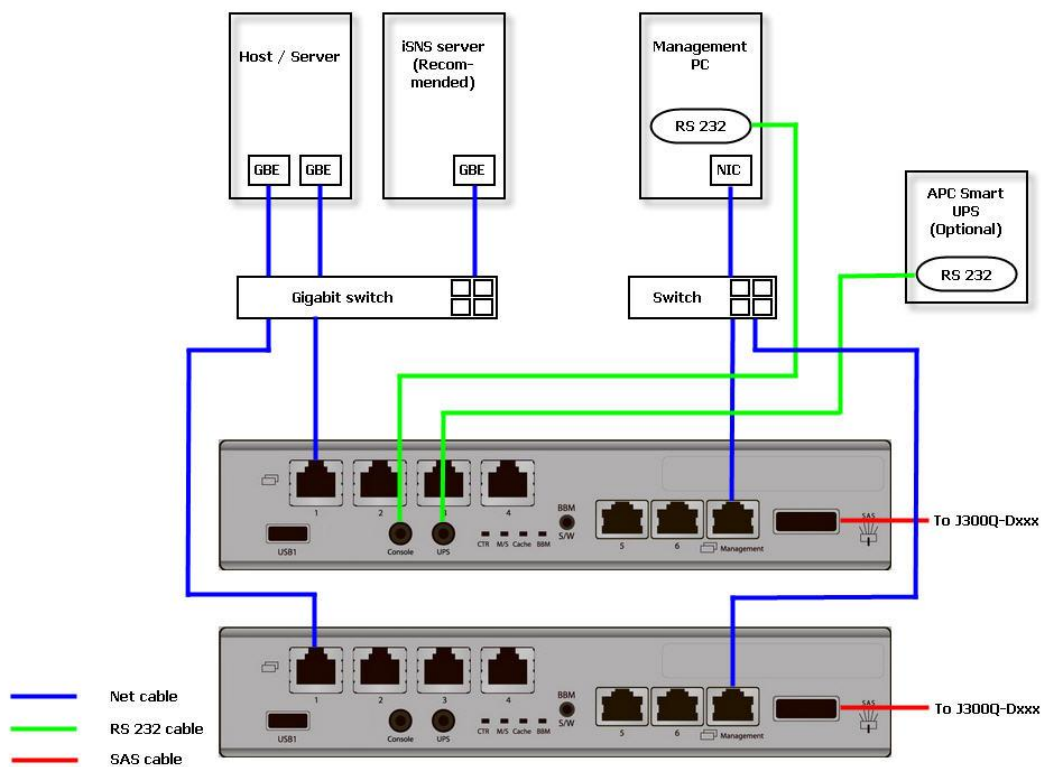 Host / Server
iSNS server
(Recom-
mended)
Management
PC
RS 232
GBE
GBE
GBE
NIC
APC Smart
UPS
(Optional)
RS 232
Gigabit switch
Switch
1
2
3
4
BBM
S/W
USB1
Console
UPS
CTR M/S Cache BBM
5
6
Management
SAS
To J300Q-Dxxx
1
2
3
4
BBM
S/W
USB1
Console
UPS
CTR M/S Cache BBM
5
6
Management
SAS
To J300Q-Dxxx
Net cable
RS 232 cable
SAS cable